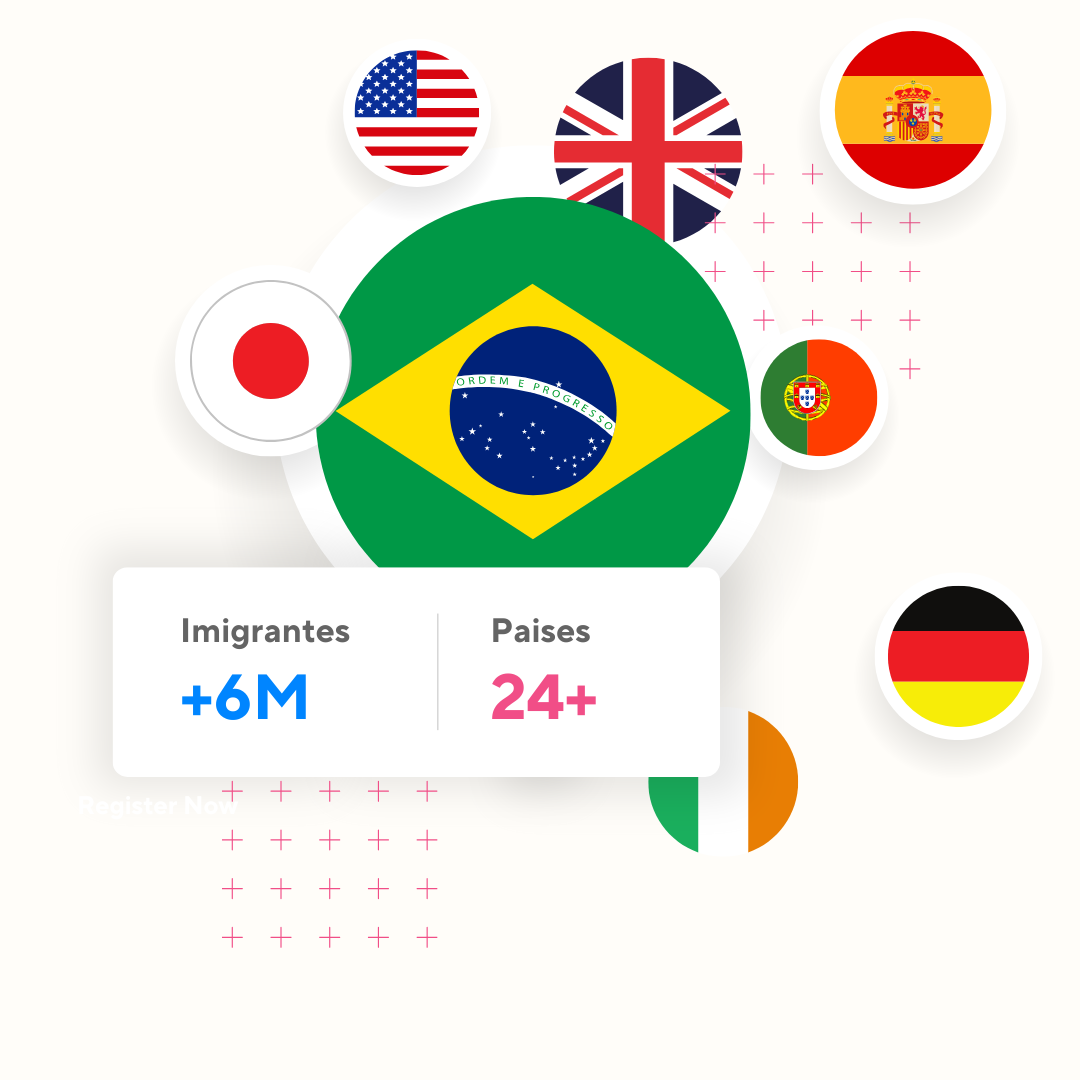 ORDEM E PROGRESSO
Imigrantes
+6M
Paises
24+
Register Now